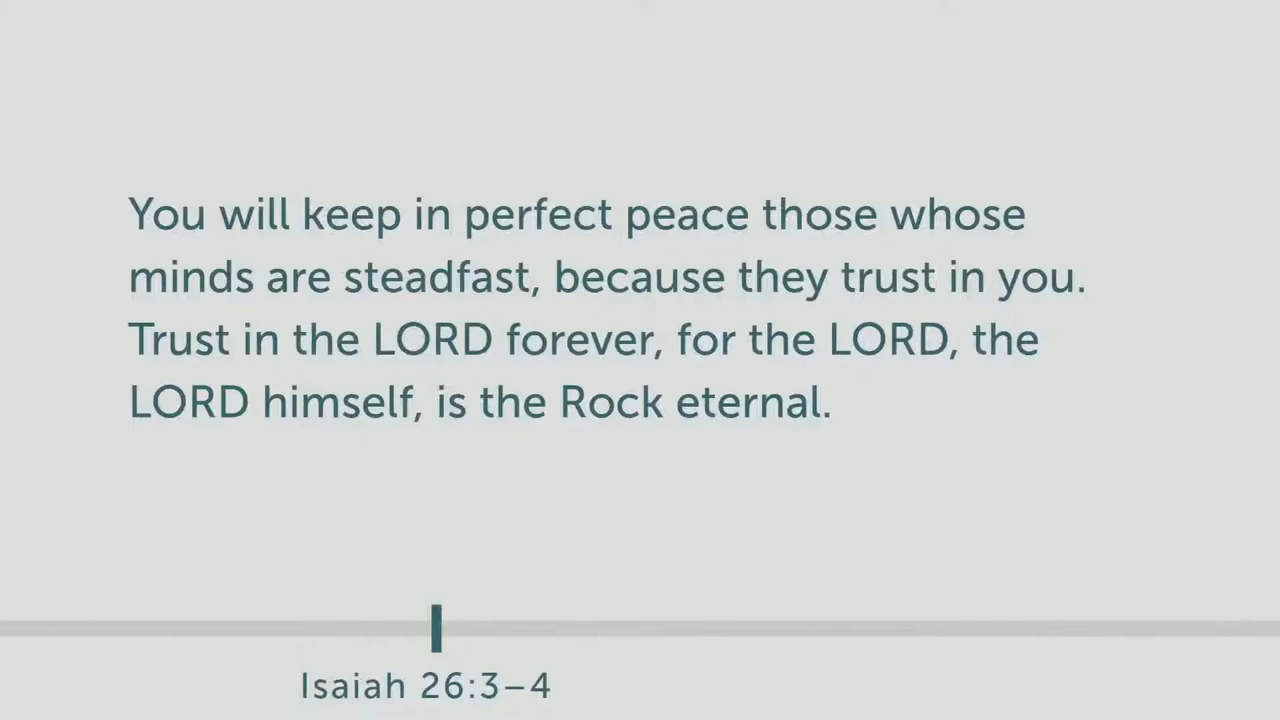 You will keep in perfect peace those whose
minds are steadfast, because they trust in you.
Trust in the LORD forever, for the LORD, the
LORD himself, is the Rock eternal.
Isaiah 26:3–4